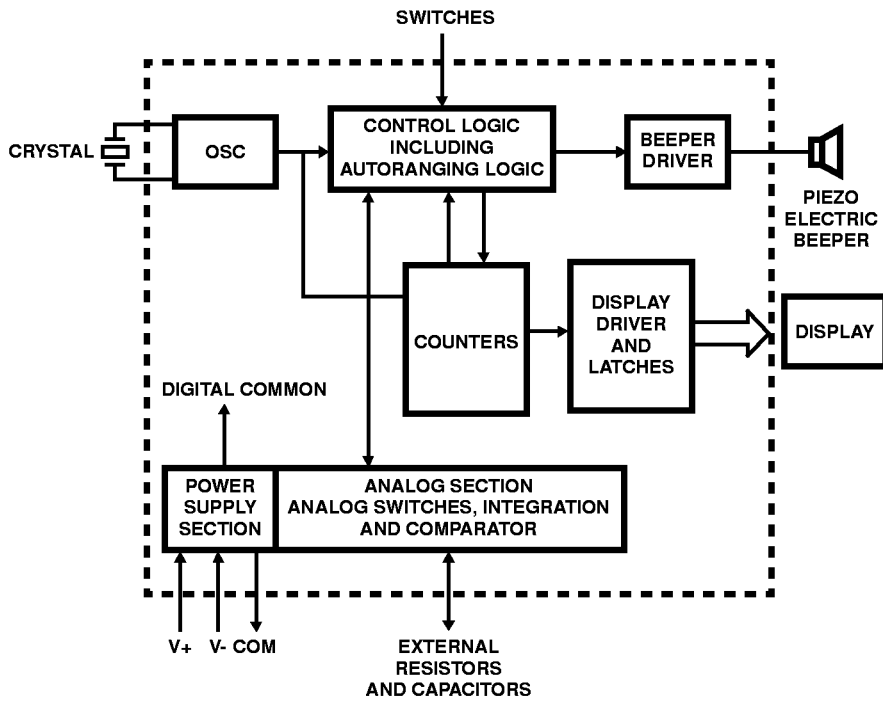 SWITCHES
CRYSTAL
OSC
CONTROL LOGIC
INCLUDING
AUTORANGING LOGIC
BEEPER
DRIVER
PIEZO
ELECTRIC
BEEPER
COUNTERS
DISPLAY
DRIVER
AND
LATCHES
DISPLAY
DIGITAL COMMON
POWER
SUPPLY
SECTION
ANALOG SECTION
ANALOG SWITCHES, INTEGRATION
AND COMPARATOR
V+
V-
COM
EXTERNAL
RESISTORS
AND CAPACITORS